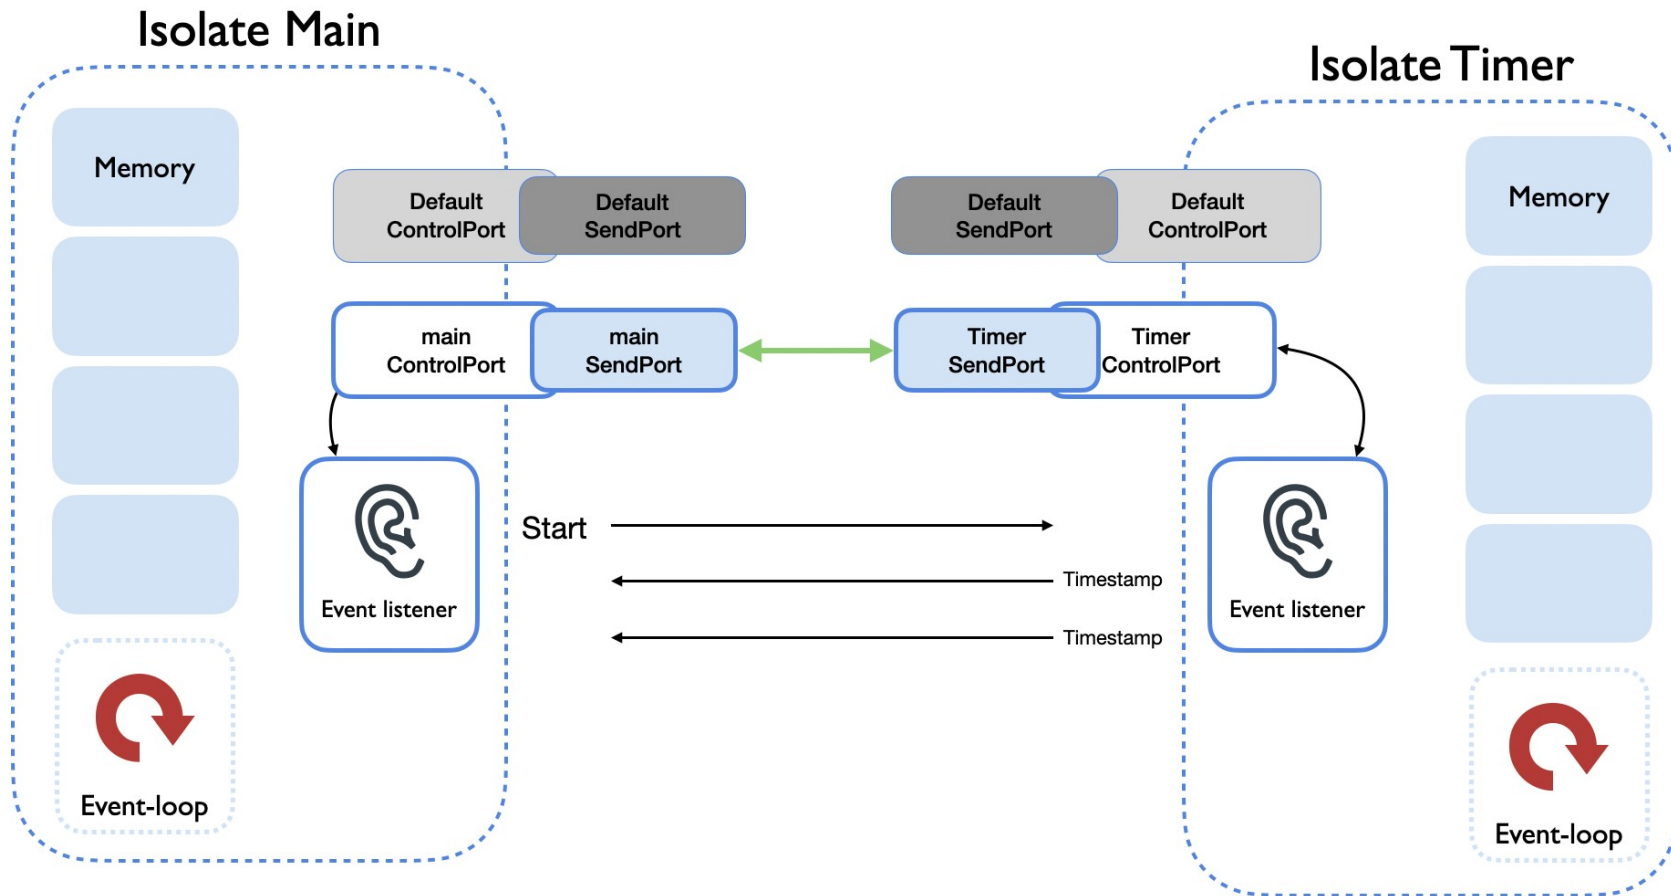 Isolate Main
Isolate Timer
Memory
Default
ControlPort
Default
SendPort
Default
SendPort
Default
ControlPort
Memory
main
ControlPort
main
SendPort
Timer
SendPort
Timer
ControlPort
Start
Timestamp
Timestamp
Event listener
Event listener
Event-loop
Event-loop